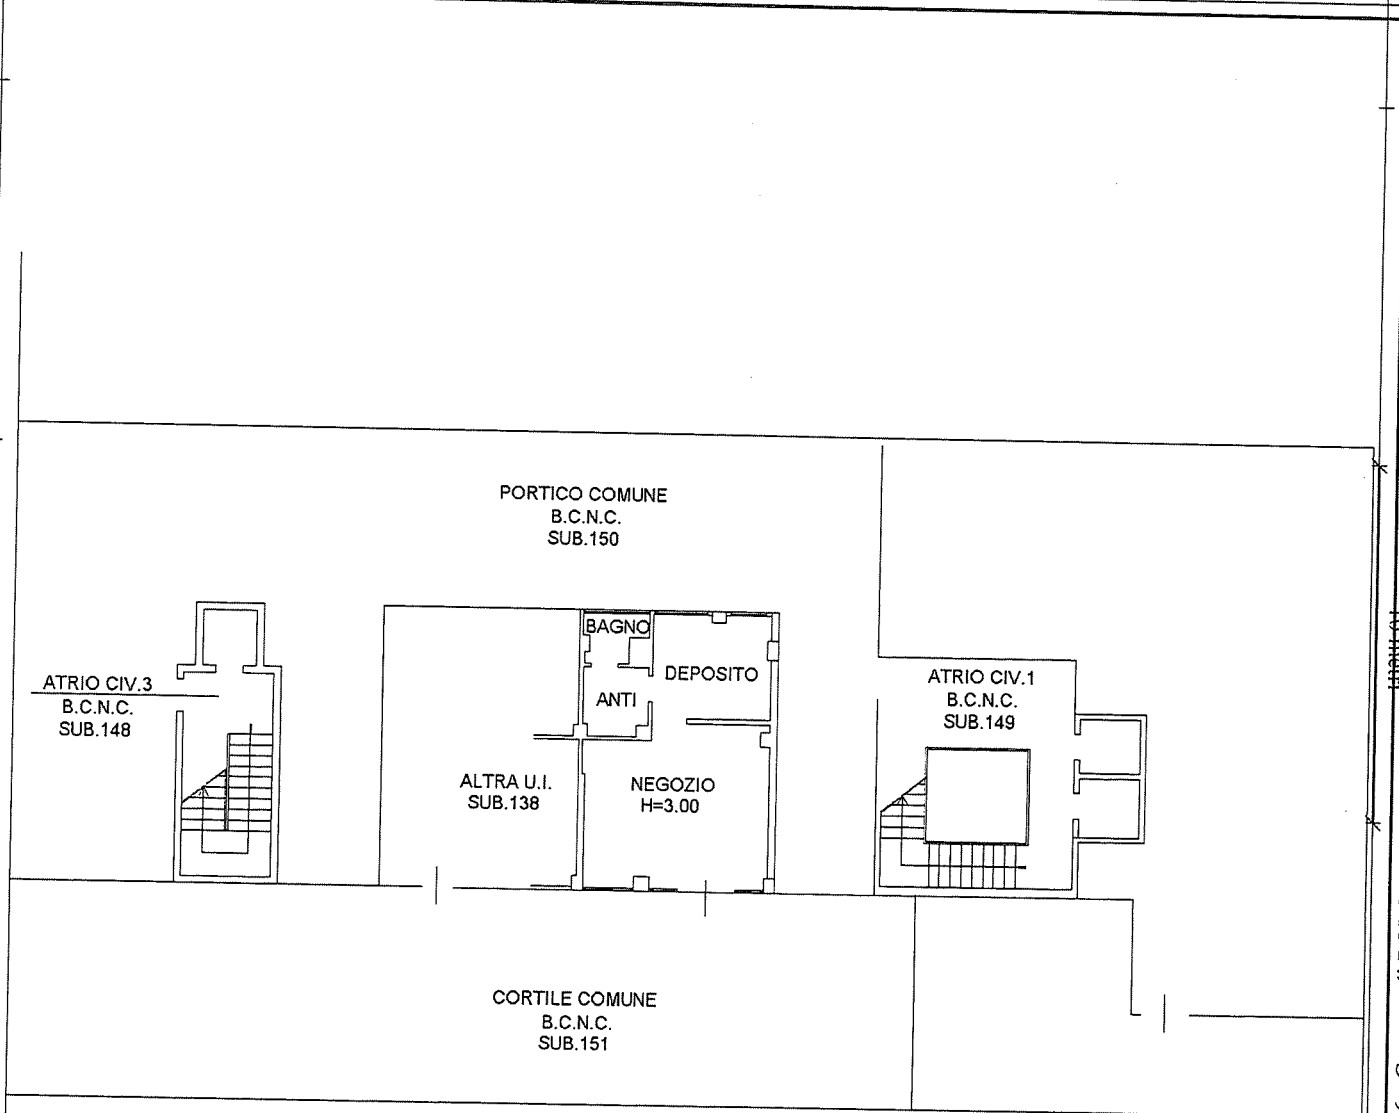 PORTICO COMUNE
B.C.N.C.
SUB.150
BAGNO
DEPOSITO
ANTI
ATRIO CIV.3
B.C.N.C.
SUB.148
ATRIO CIV.1
B.C.N.C.
SUB.149
ALTRA U.I.
SUB.138
NEGOZIO
H=3.00
CORTILE COMUNE
B.C.N.C.
SUB.151